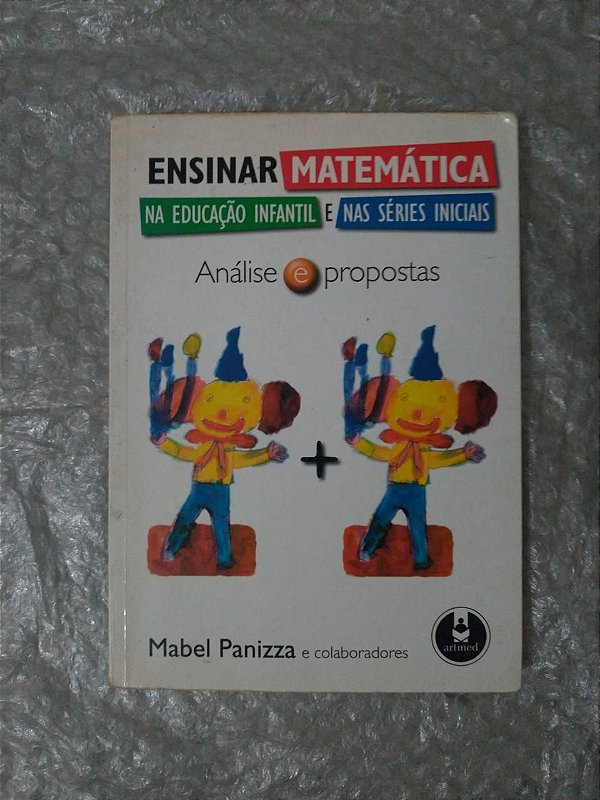 ENSINAR MATEMÁTICA
NA EDUCAÇÃO INFANTIL E NAS SÉRIES INICIAIS
Análise e propostas
+
Mabel Panizza e colaboradores
artmed